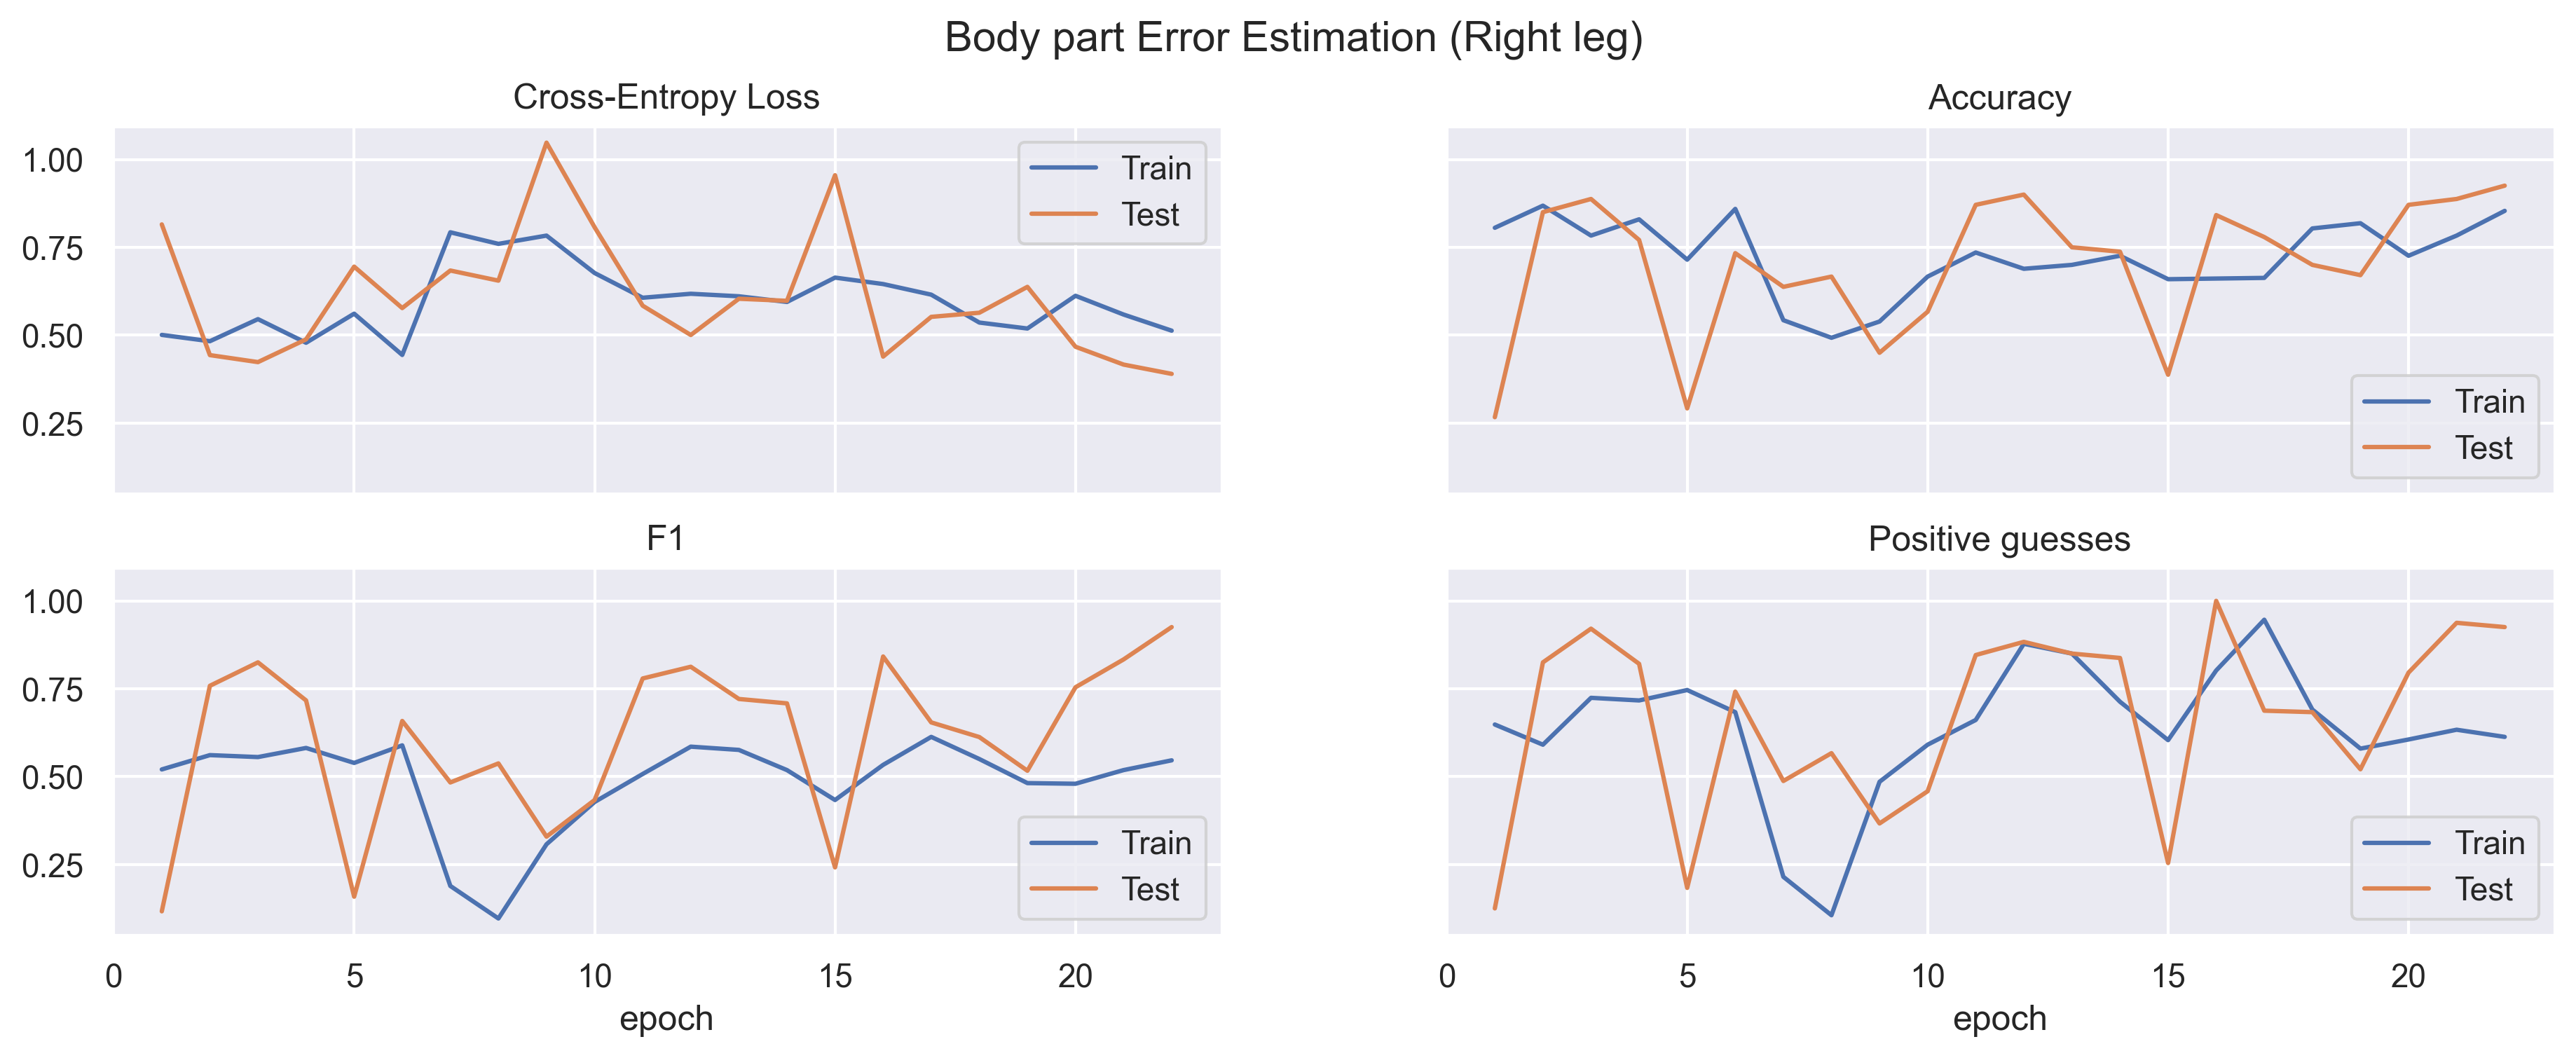 Body part Error Estimation (Right leg)
Cross-Entropy Loss
1.00
0.75
0.50
0.25
Train
Test
Accuracy
Train
Test
F1
1.00
0.75
0.50
0.25
Train
Test
0
5
10
15
20
epoch
Positive guesses
Train
Test
0
5
10
15
20
epoch